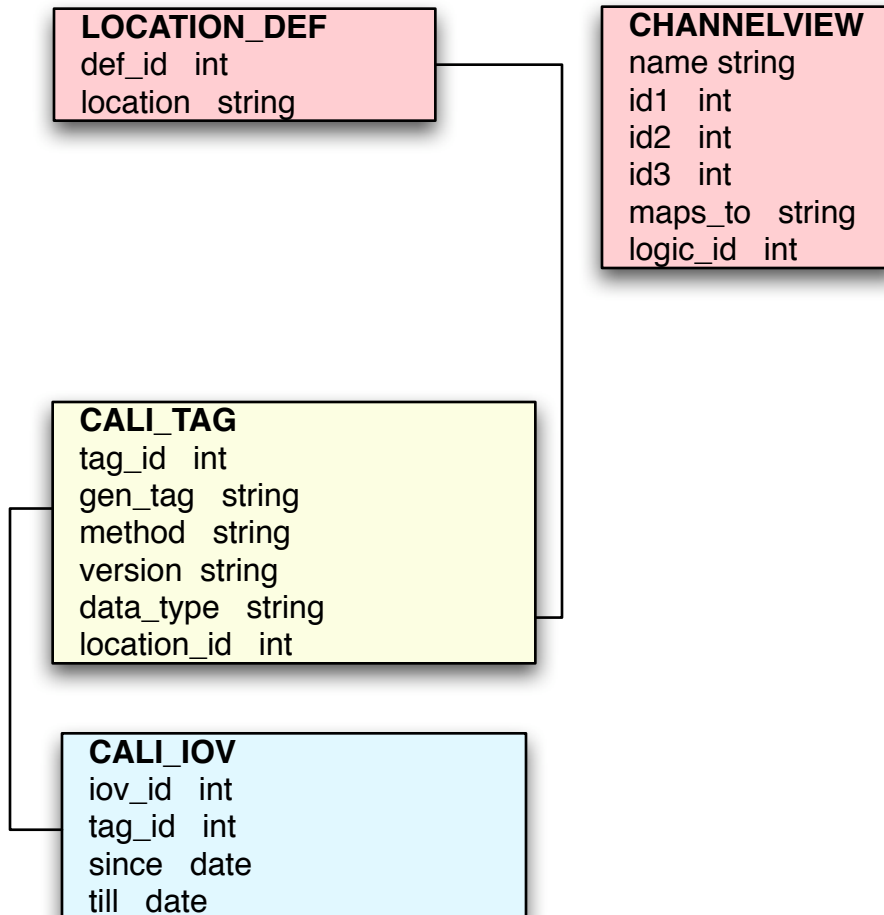 LOCATION_DEF
def_id int
location string
CHANNELVIEW
name string
id1 int
id2 int
id3 int
maps_to string
logic_id int
CALI_TAG
tag_id int
gen_tag string
method string
version string
data_type string
location_id int
CALI_IOV
iov_id int
tag_id int
since date
till date